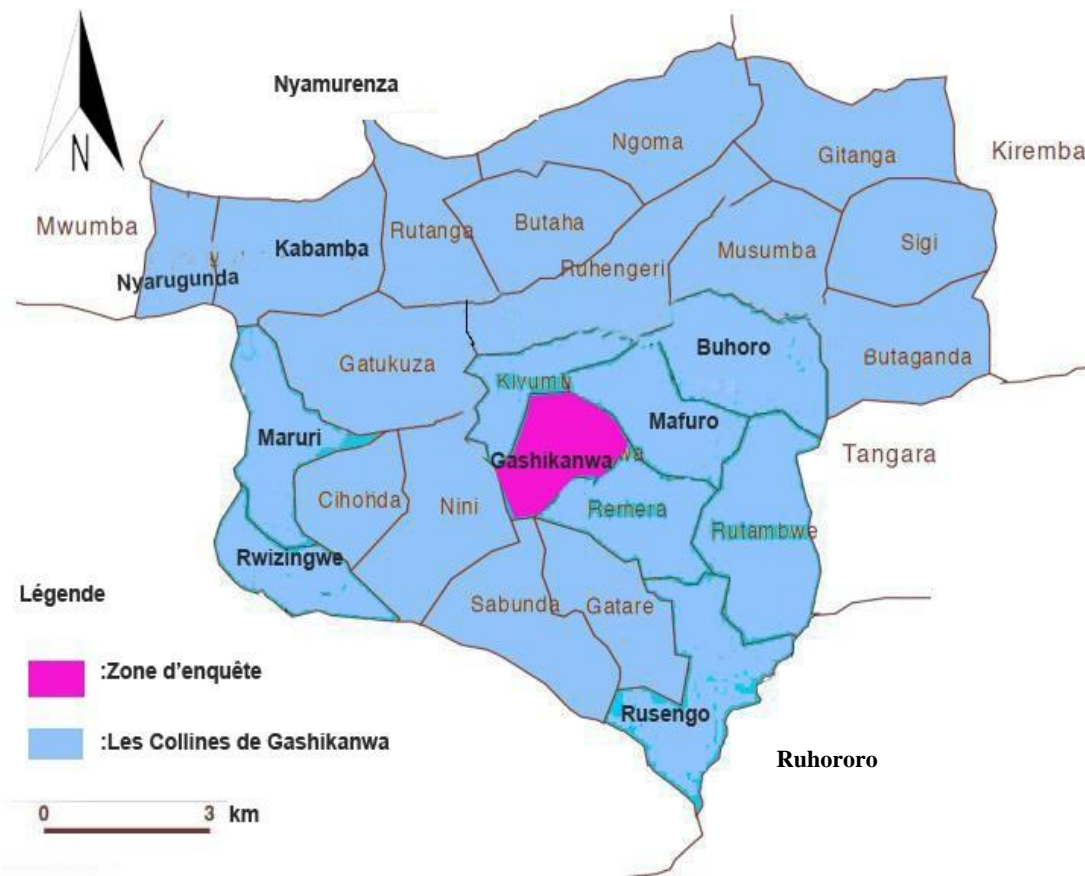 Nyamurenza
Ngoma
Gitanga
Kiremba
Mwumba
Rutanga
Butaha
Kabamba
Musumba
Sigi
Ruhengeri
Nyarugunda
Buhoro
Butaganda
Gatukuza
Kivumu
Mafuro
Maruri
Gashikanwa
wa
Tangara
Cihonda
Nini
Remera
Rutambwe
Rwizingwe
Sabunda
Gatare
Légende
:Zone d'enquête
Rusengo
:Les Collines de Gashikanwa
Ruhororo
0 3 km
N